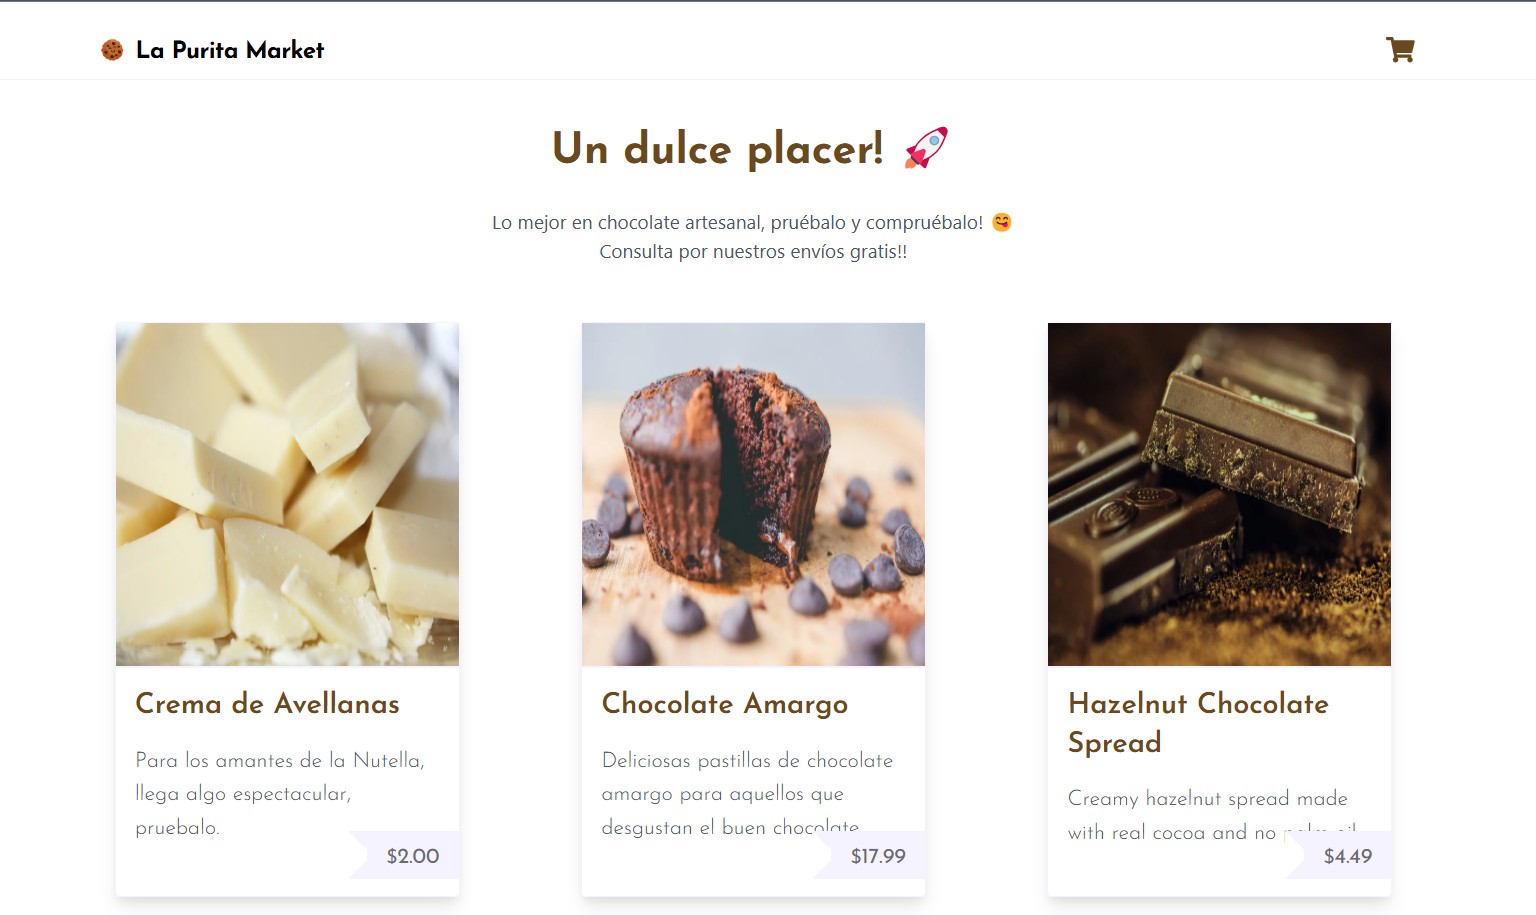 La Purita Market
Un dulce placer! 🚀
Lo mejor en chocolate artesanal, pruébalo y compruébalo! 😋
Consulta por nuestros envíos gratis!!
Crema de Avellanas
Para los amantes de la Nutella,
llega algo espectacular,
pruebalo.
$2.00
Chocolate Amargo
Deliciosas pastillas de chocolate
amargo para aquellos que
desgustan el buen chocolate
$17.99
Hazelnut Chocolate
Spread
Creamy hazelnut spread made
with real cocoa and no
$4.49